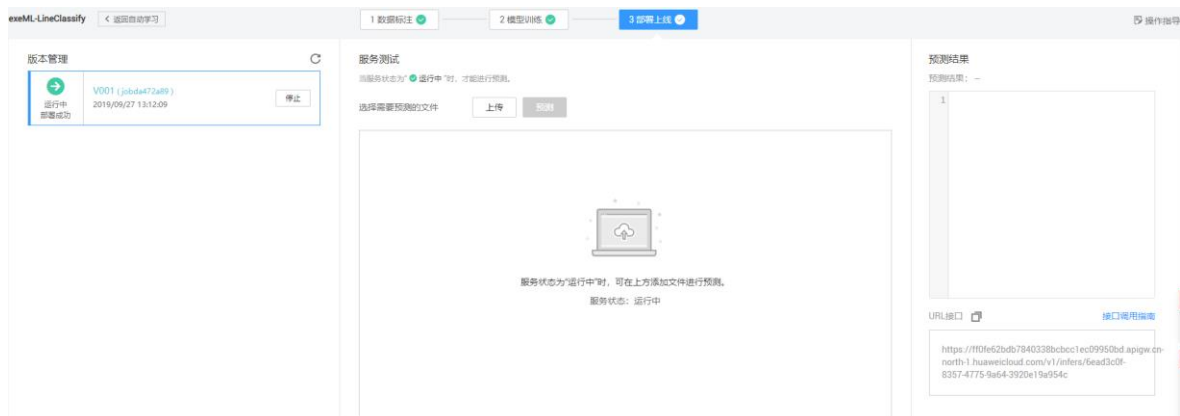 exeML-LineClassify
< 返回自动学习
1 数据标注
2 模型训练
3 部署上线
操作指导
版本管理
运行中
部署成功
V001 (jobda472a89)
2019/09/27 13:12:09
停止
服务测试
当服务状态为“ 运行中 ”时，才能进行预测。
选择需要预测的文件
上传
预测
服务状态为“运行中”时，可在上方添加文件进行预测。
服务状态：运行中
预测结果
预测结果： --
1
URL接口
接口调用指南
https://ff0fe62bdb7840338bcbcc1ec09950bd.apigw.cn-
north-1.huaweicloud.com/v1/infers/6ead3c0f-
8357-4775-9a64-3920e19a954c